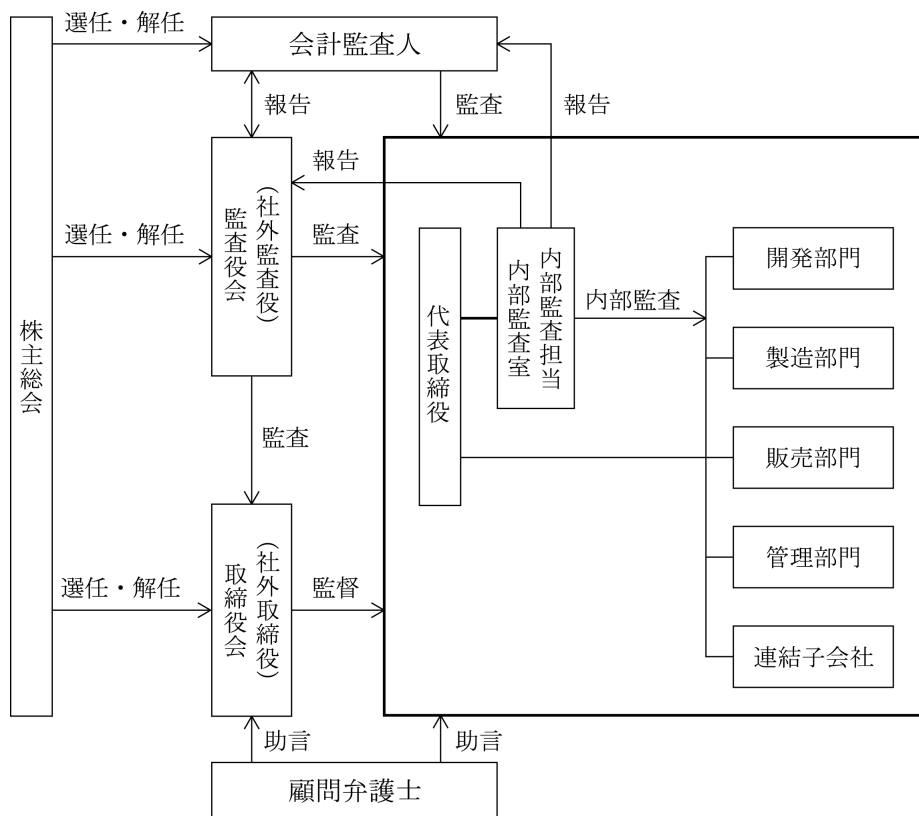 選任・解任
会計監査人
報告
監査
報告
報告
監査役会
(社外監査役)
選任・解任
監査
株主総会
代表取締役
内部監査室
内部監査担当
内部監査
開発部門
製造部門
販売部門
管理部門
連結子会社
監査
取締役会
(社外取締役)
選任・解任
監督
助言
助言
顧問弁護士